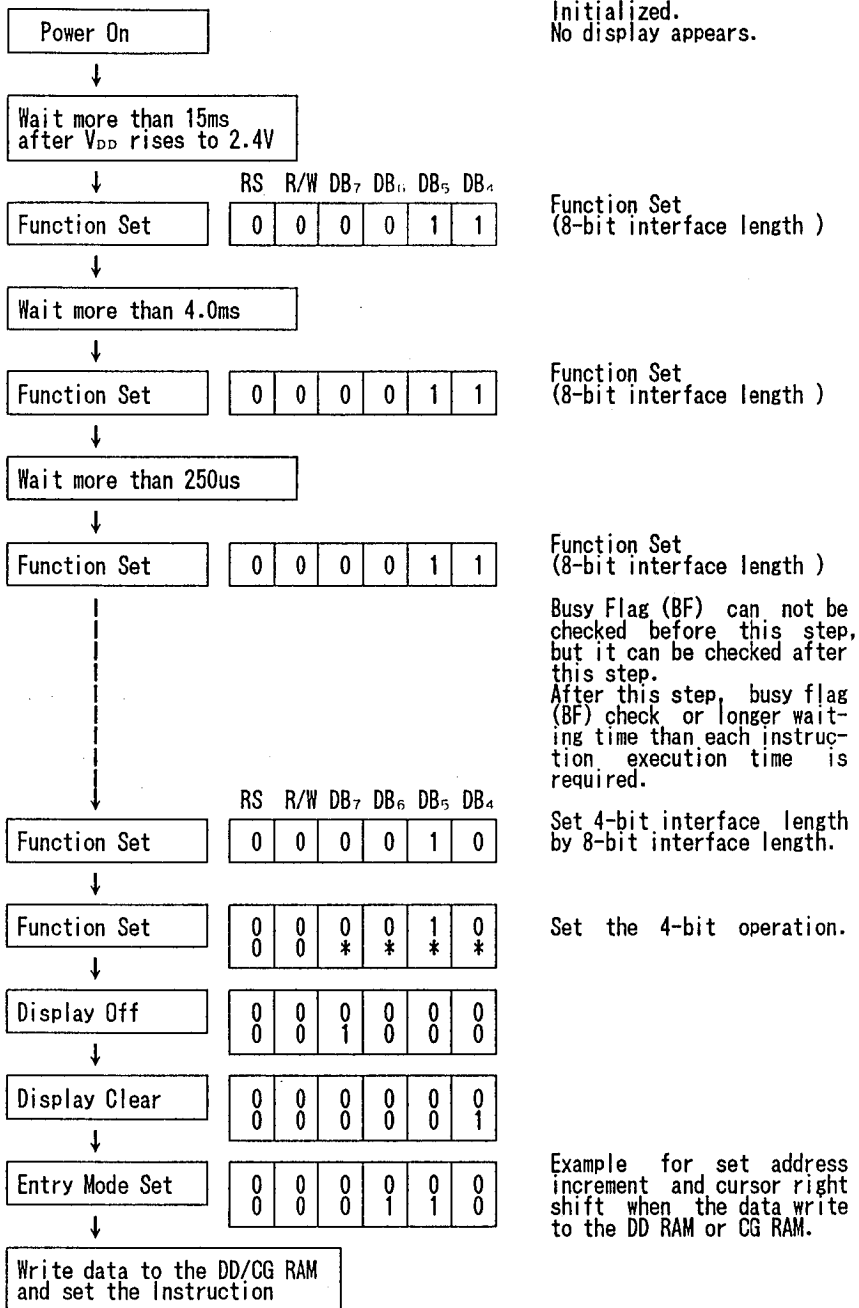 Initialized.
Power On
No display appears.
↓
Wait more than 15ms
after VDD rises to 2.4V
↓
RS R/W DB7 DB6 DB5 DB4
Function Set
0 0 0 0 1 1
Function Set
(8-bit interface length )
↓
Wait more than 4.0ms
↓
Function Set
0 0 0 0 1 1
Function Set
(8-bit interface length )
↓
Wait more than 250us
↓
Function Set
0 0 0 0 1 1
Function Set
(8-bit interface length )
Busy Flag (BF) can not be
checked before this step,
but it can be checked after
this step.
After this step, busy flag
(BF) check or longer wait-
ing time than each instruc-
tion execution time is
required.
RS R/W DB7 DB6 DB5 DB4
Function Set
0 0 0 0 1 0
Set 4-bit interface length
by 8-bit interface length.
↓
Function Set
0 0 0 0 1 0
0 0 * * * *
Set the 4-bit operation.
↓
Display Off
0 0 0 0 0 0
0 0 1 0 0 0
↓
Display Clear
0 0 0 0 0 0
0 0 0 0 0 1
↓
Entry Mode Set
0 0 0 0 0 0
0 0 0 1 1 0
Example for set address
increment and cursor right
shift when the data write
to the DD RAM or CG RAM.
↓
Write data to the DD/CG RAM
and set the Instruction